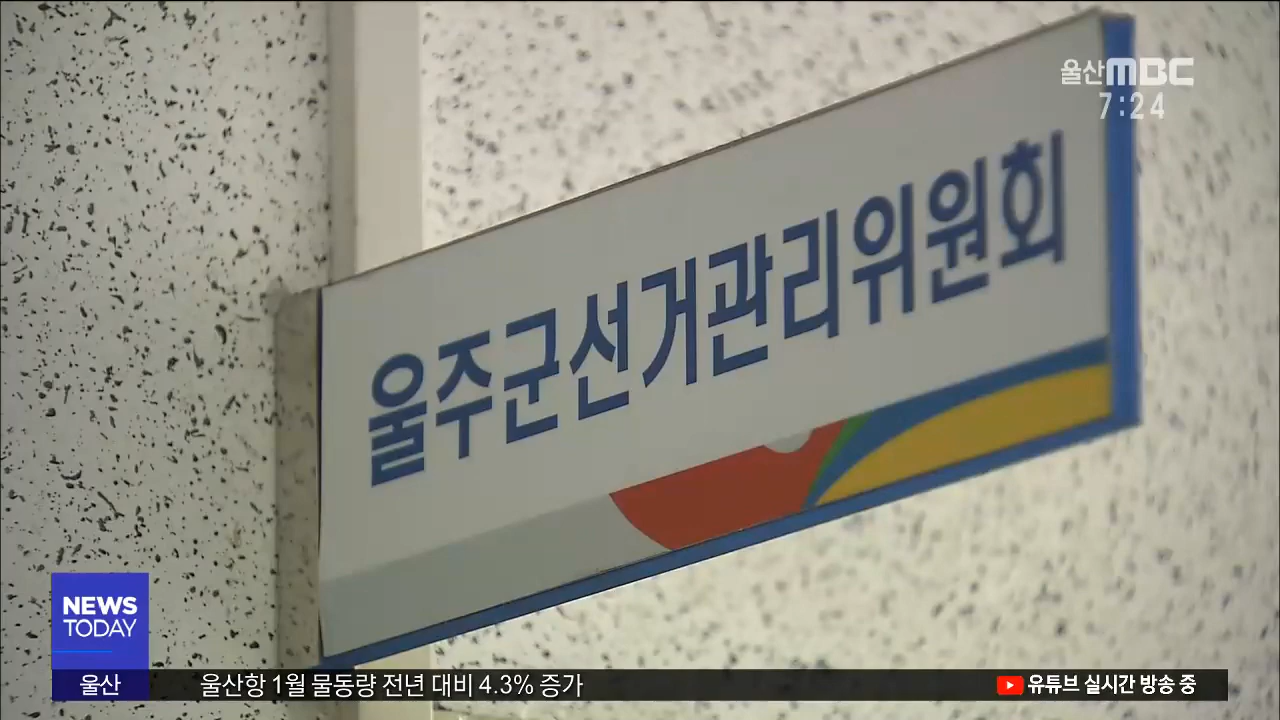 울산MBC
7:24
울주군선거관리위원회
NEWS
TODAY
울산
울산항 1월 물동량 전년 대비 4.3% 증가
유튜브 실시간 방송 중